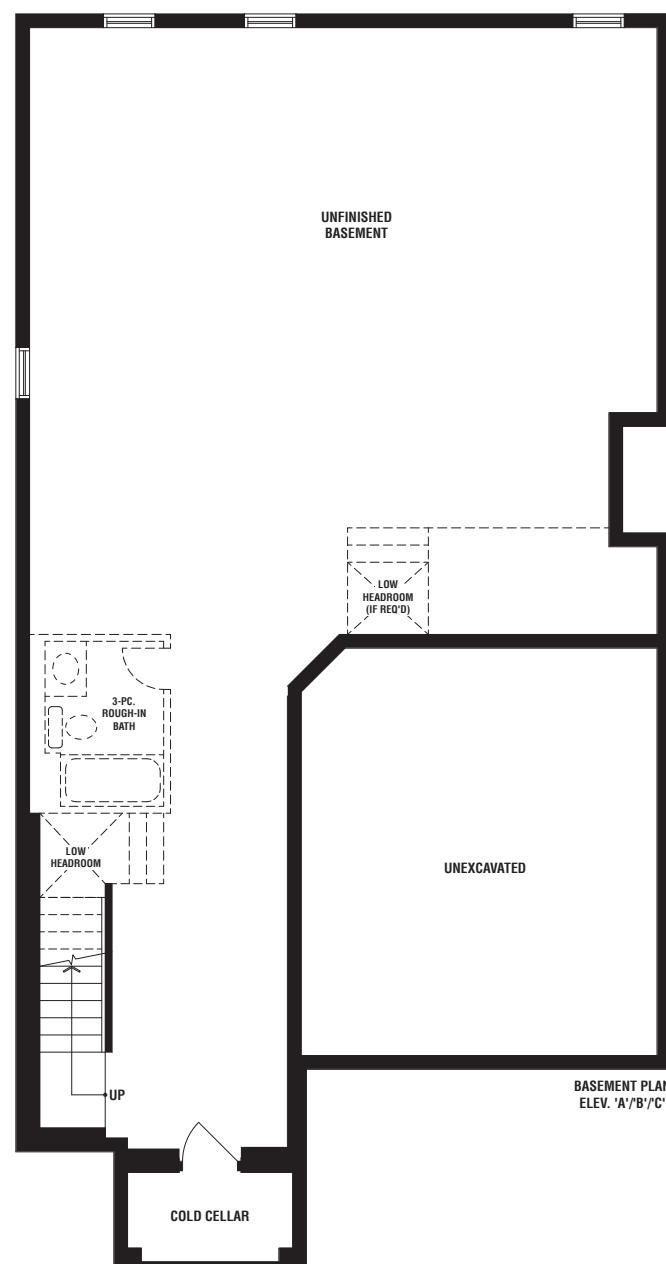 UNFINISHED
BASEMENT
LOW
HEADROOM
(IF REQ'D)
3-PC.
ROUGH-IN
BATH
LOW
HEADROOM
UNEXCAVATED
UP
BASEMENT PLAN
ELEV. 'A'/'B'/'C'
COLD CELLAR